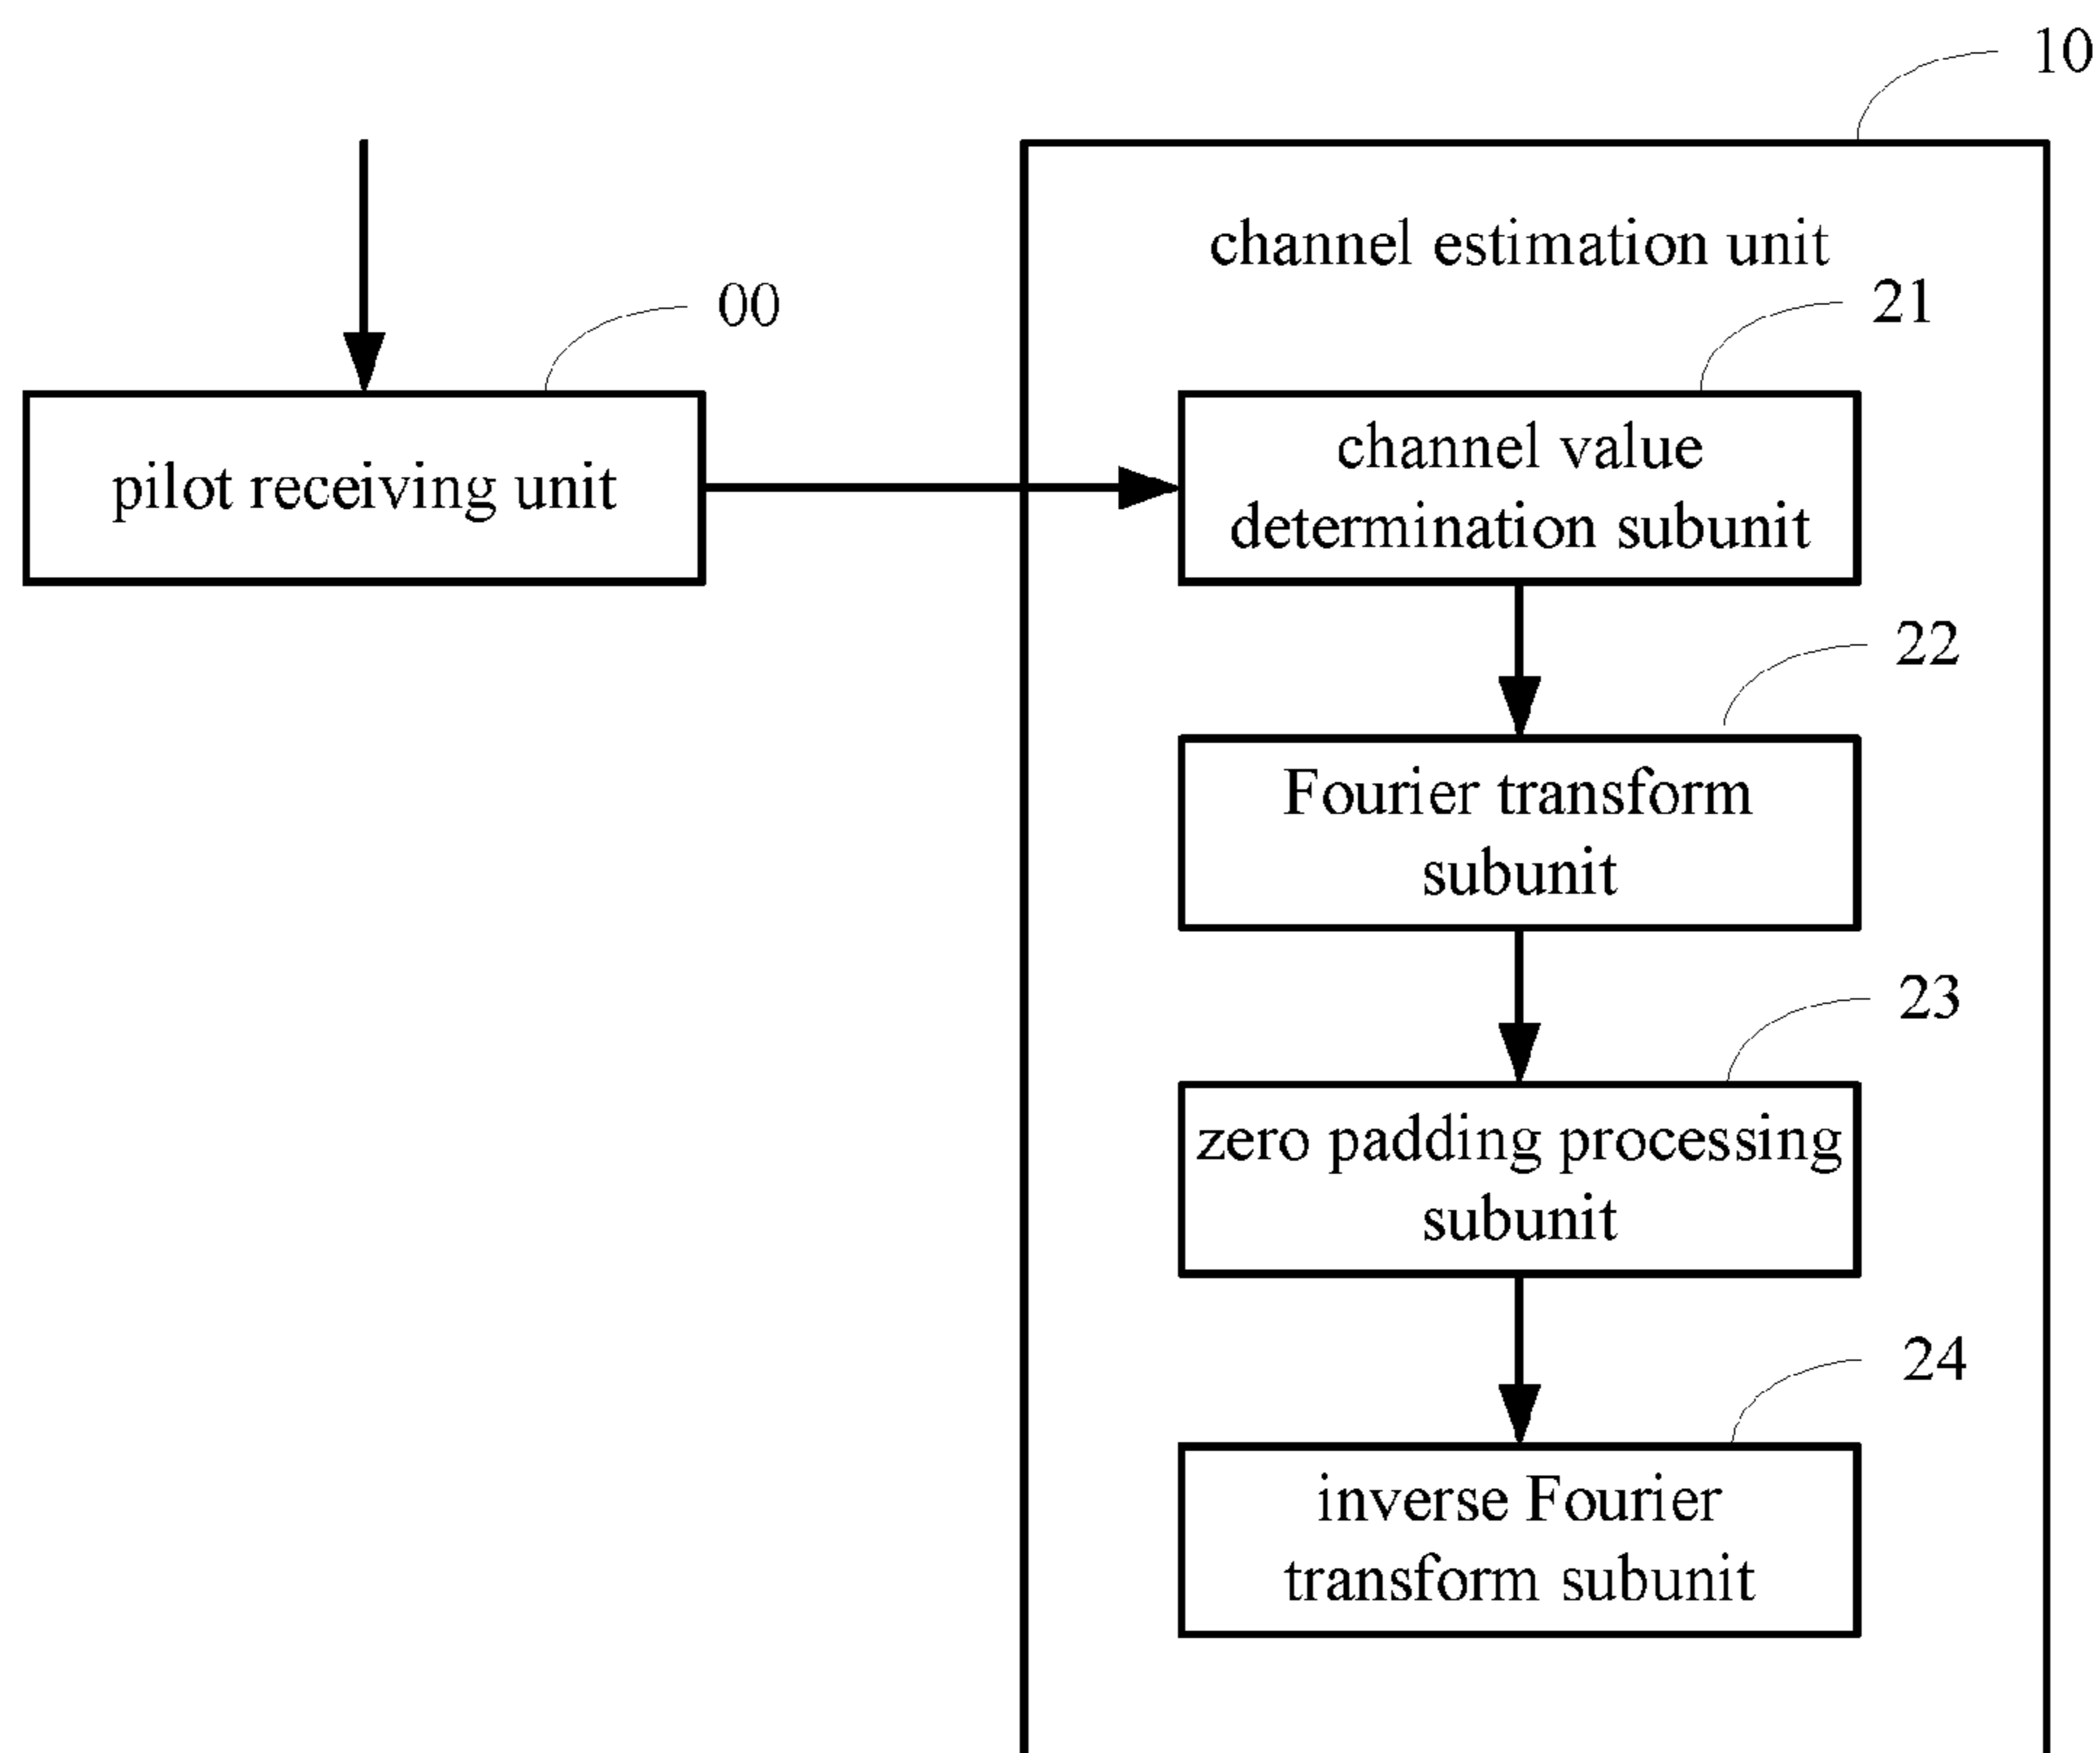 10
channel estimation unit
00
21
pilot receiving unit
channel value
determination subunit
22
Fourier transform
subunit
23
zero padding processing
subunit
24
inverse Fourier
transform subunit